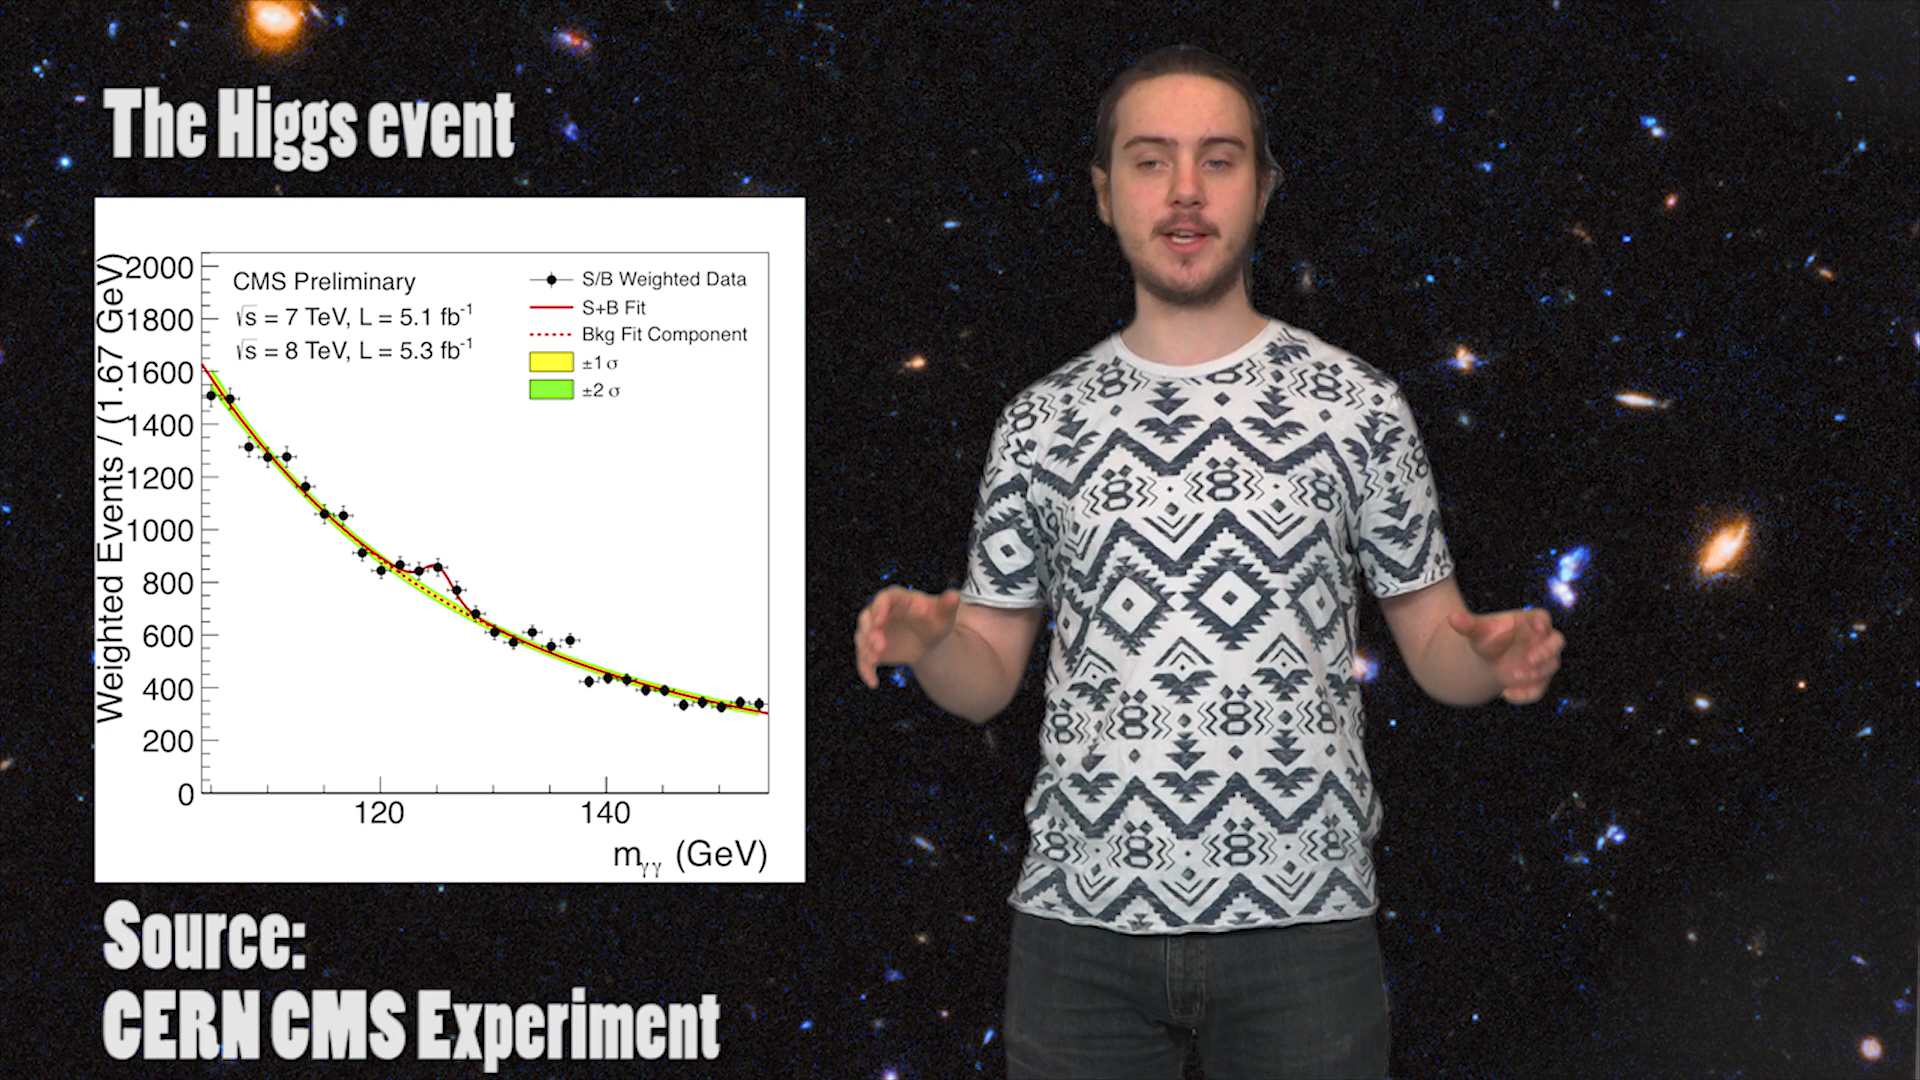 The Higgs event
Weighted Events / (1.67 GeV)
2000
1800
1600
1400
1200
1000
800
600
400
200
0
CMS Preliminary
√s = 7 TeV, L = 5.1 fb⁻¹
√s = 8 TeV, L = 5.3 fb⁻¹
S/B Weighted Data
S+B Fit
Bkg Fit Component
±1 σ
±2 σ
120
140
mγγ (GeV)
Source:
CERN CMS Experiment